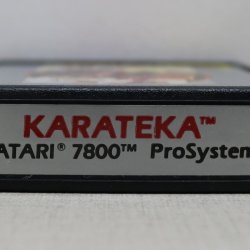 KARATEKA™
ATARI® 7800™ ProSystem